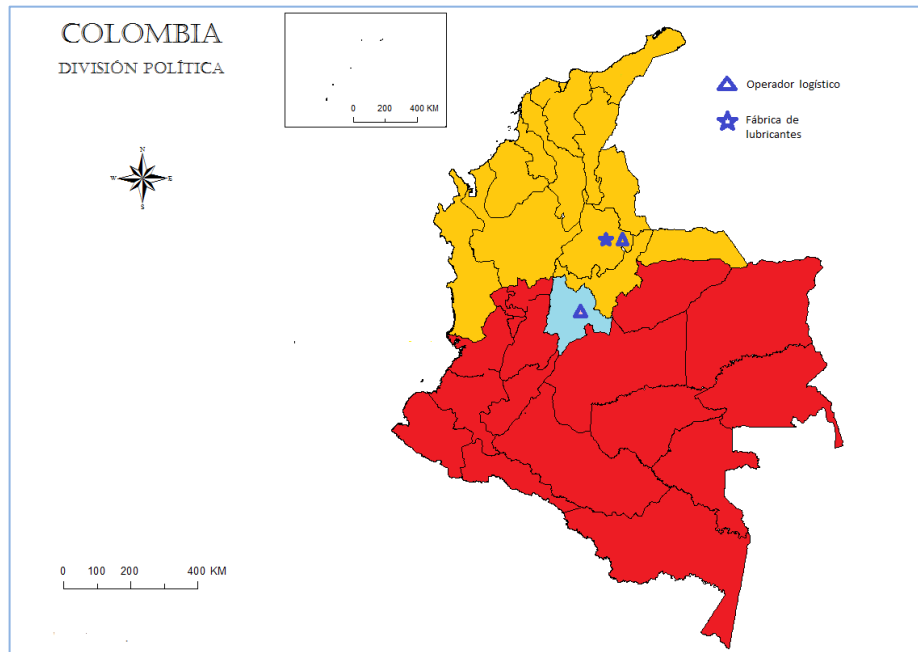 COLOMBIA
DIVISIÓN POLÍTICA
0 200 400 KM
Operador logístico
Fábrica de
lubricantes
N
W E
S
0 100 200 400 KM